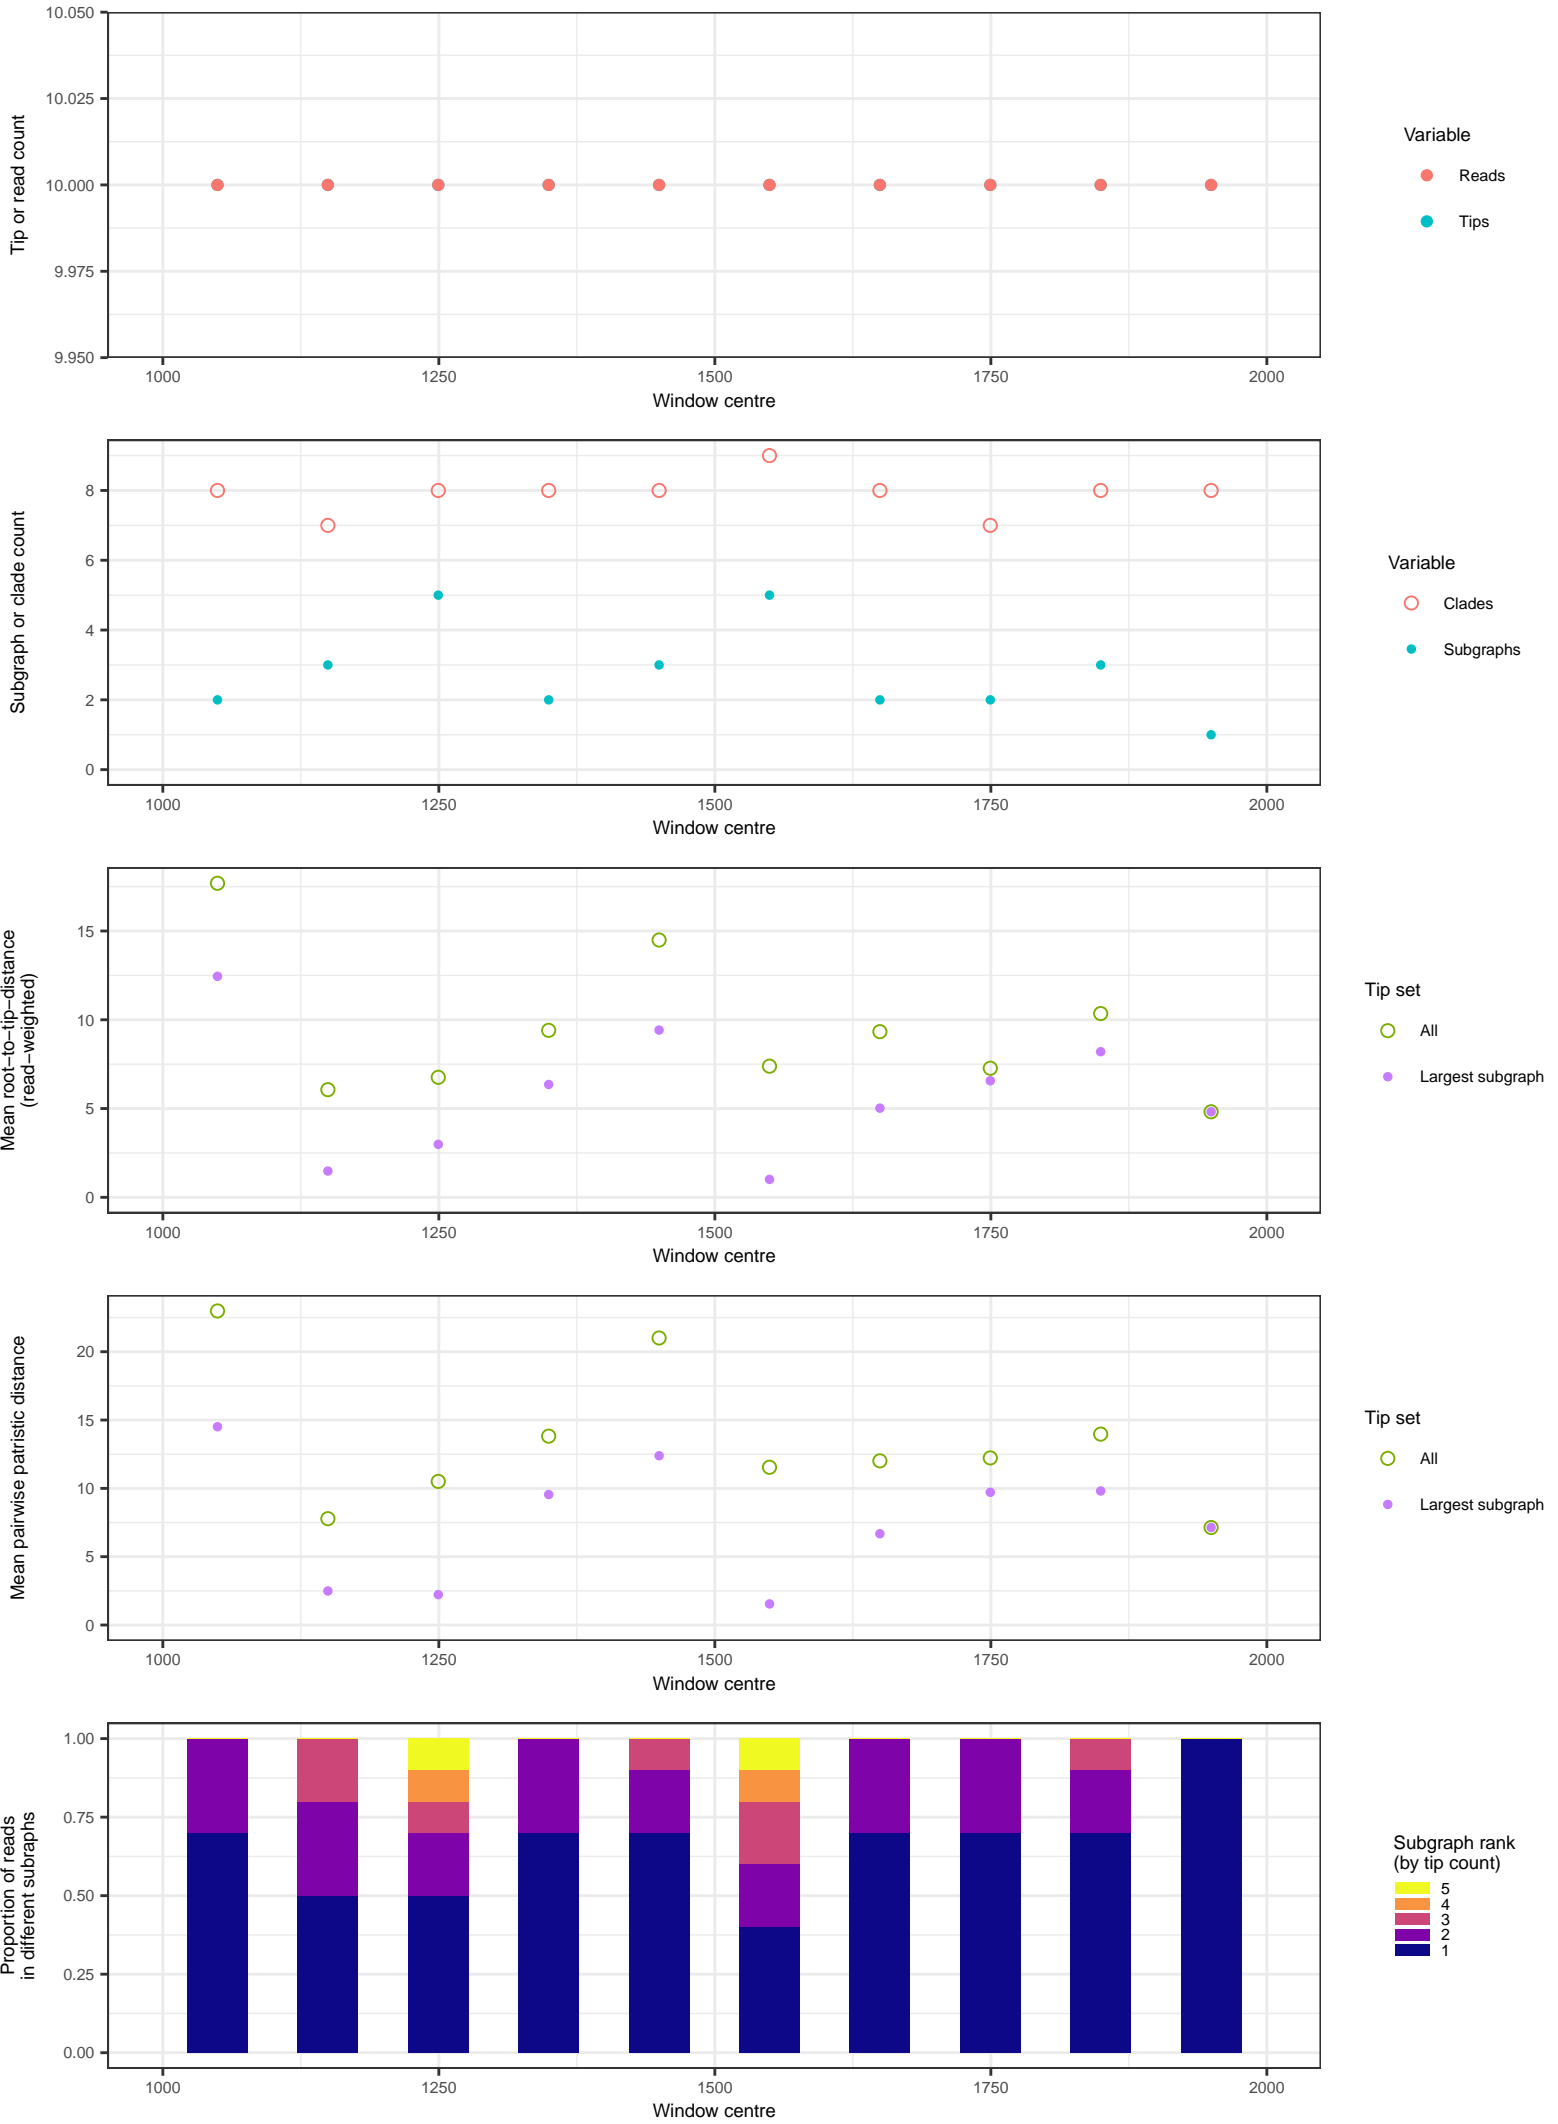 10.050
10.025
10.000
9.975
9.950
Tip or read count
1000 1250 1500 1750 2000
Window centre
Variable
Reads
Tips
8
6
4
2
0
Subgraph or clade count
1000 1250 1500 1750 2000
Window centre
Variable
Clades
Subgraphs
15
10
5
0
Mean root−to−tip−distance
(read−weighted)
1000 1250 1500 1750 2000
Window centre
Tip set
All
Largest subgraph
20
15
10
5
0
Mean pairwise patristic distance
1000 1250 1500 1750 2000
Window centre
Tip set
All
Largest subgraph
1.00
0.75
0.50
0.25
0.00
Proportion of reads
in different subraphs
1000 1250 1500 1750 2000
Window centre
Subgraph rank
(by tip count)
5
4
3
2
1